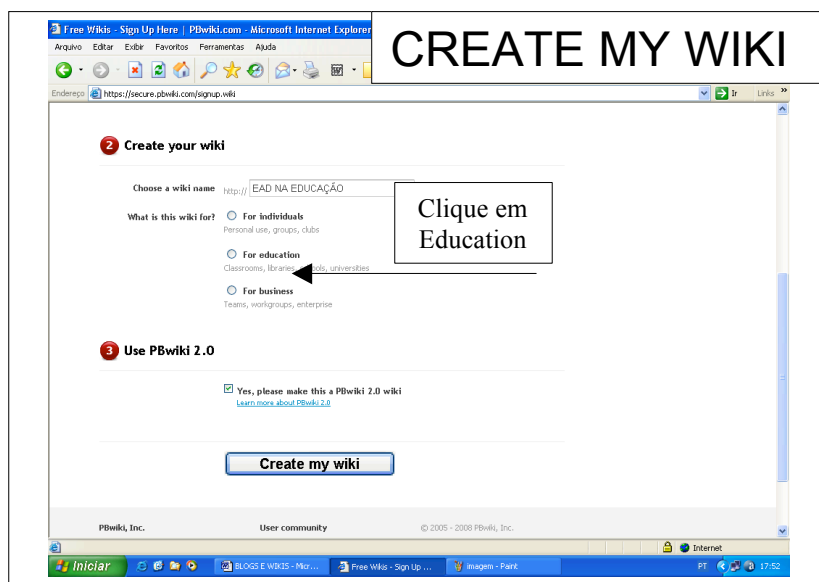 Free Wikis - Sign Up Here | PBwiki.com - Microsoft Internet Explorer
CREATE MY WIKI
Arquivo Editar Exibir Favoritos Ferramentas Ajuda
Endereço https://secure.pbwiki.com/signup.wiki Ir Links »
2 Create your wiki
Choose a wiki name http:// EAD NA EDUCAÇÃO
Clique em
Education
What is this wiki for? For individuals
Personal use, groups, clubs
For education
Classrooms, libraries, schools, universities
For business
Teams, workgroups, enterprise
3 Use PBwiki 2.0
Yes, please make this a PBwiki 2.0 wiki
Learn more about PBwiki 2.0
Create my wiki
PBwiki, Inc. User community © 2005 - 2008 PBwiki, Inc.
Internet
Iniciar BLOGS E WIKIS - Micr... Free Wikis - Sign Up ... imagem - Paint PT 17:52